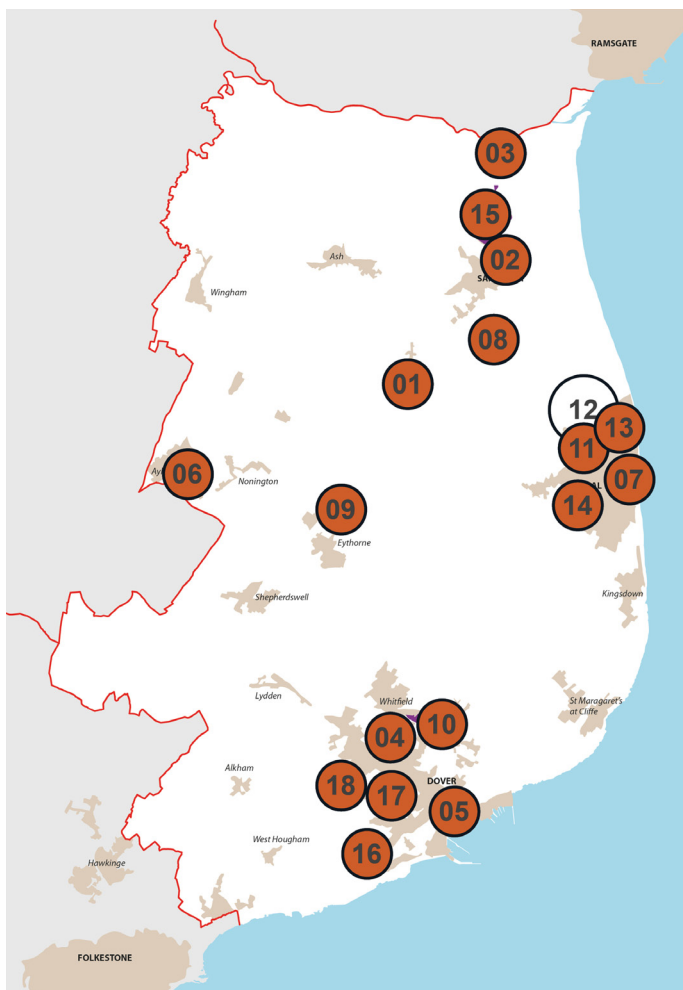 RAMSGATE
03
15
02
Ash
Wingham
08
01
12
13
11
06
Nonington
07
14
09
Eythorne
Shepherdswell
Kingsdown
Lydden
Whitfield
St Maragaret's
at Cliffe
10
04
Alkham
18
17
DOVER
05
West Hougham
16
Hawkinge
FOLKESTONE